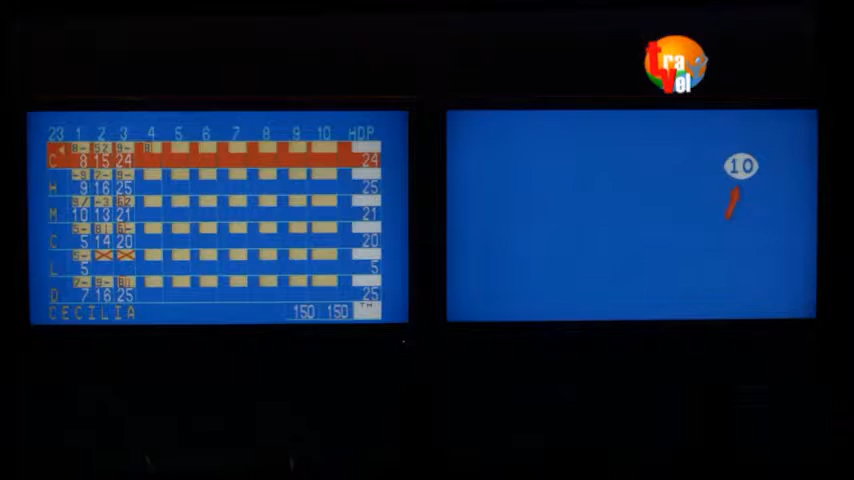 travel
23 1 2 3 4 5 6 7 8 9 10 HDP
8- 52 9- 8
C 8 15 24 24
-9 7- 9-
H 9 16 25 25
9/ -3 62
M 10 13 21 21
5- 81 6-
C 5 14 20 20
5- X X
L 5 5
7- 9- 81
D 7 16 25 25
CECILIA 150 150 TM
10